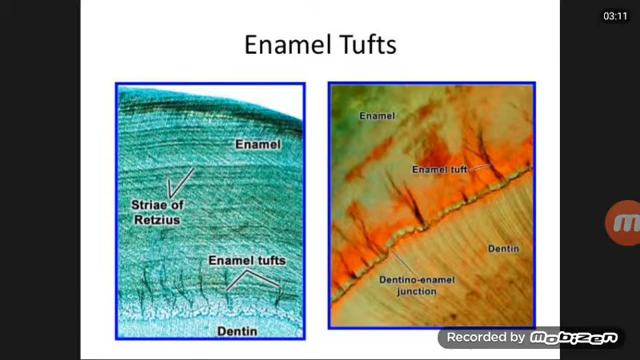 03:11
Enamel Tufts
Enamel
Striae of
Retzius
Enamel tufts
Dentin
Enamel
Enamel tuft
Dentin
Dentino-enamel
junction
Recorded by mobizen